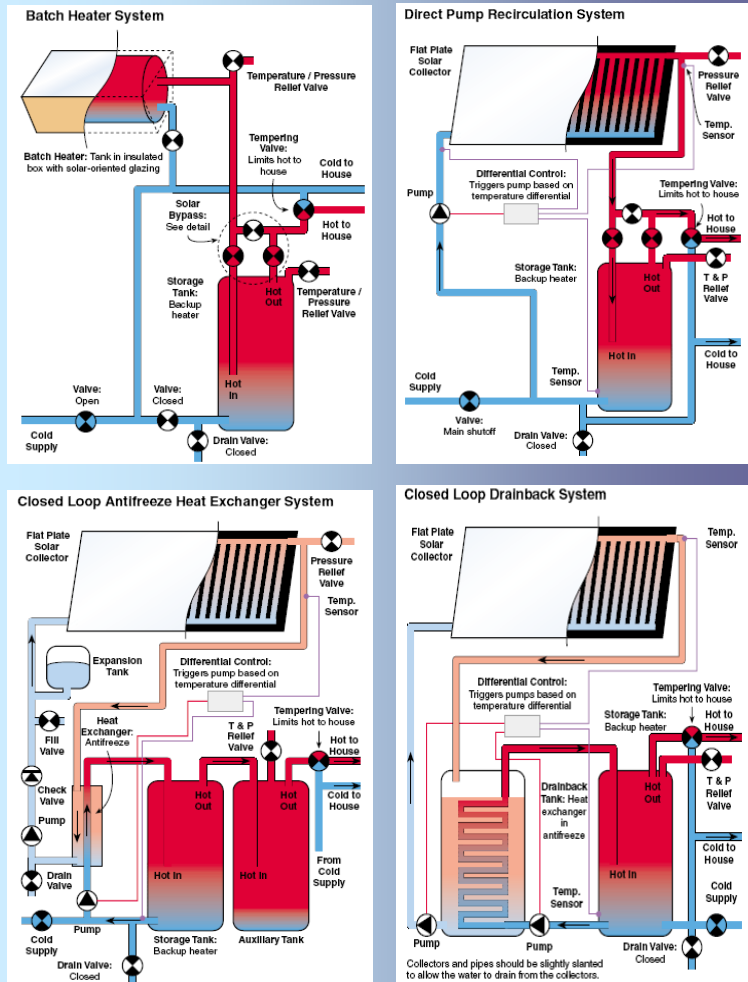 Batch Heater System
Temperature / Pressure
Relief Valve
Tempering
Valve:
Limits hot to
house
Batch Heater: Tank in insulated
box with solar-oriented glazing
Cold to
House
Solar
Bypass:
See detail
Hot to
House
Storage
Tank:
Backup
heater
Hot
Out
Temperature /
Pressure
Relief Valve
Hot
In
Valve:
Open
Valve:
Closed
Cold
Supply
Drain Valve:
Closed
Direct Pump Recirculation System
Flat Plate
Solar
Collector
Pressure
Relief
Valve
Temp.
Sensor
Differential Control:
Triggers pump based on
temperature differential
Tempering Valve:
Limits hot to house
Pump
Hot to
House
Storage Tank:
Backup heater
Hot
Out
T & P
Relief
Valve
Hot In
Cold to
House
Temp.
Sensor
Cold
Supply
Valve:
Main shutoff
Drain Valve:
Closed
Closed Loop Antifreeze Heat Exchanger System
Flat Plate
Solar
Collector
Pressure
Relief
Valve
Temp.
Sensor
Expansion
Tank
Differential Control:
Triggers pump based on
temperature differential
Tempering Valve:
Limits hot to house
Fill
Valve
Heat
Exchanger:
Antifreeze
T & P
Relief
Valve
Hot to
House
Check
Valve
Cold to
House
Hot
Out
Hot
Out
Pump
Drain
Valve
Hot In
Hot In
From
Cold
Supply
Cold
Supply
Pump
Storage Tank:
Backup heater
Auxiliary Tank
Drain Valve:
Closed
Closed Loop Drainback System
Flat Plate
Solar
Collector
Temp.
Sensor
Differential Control:
Triggers pumps based on
temperature differential
Tempering Valve:
Limits hot to house
Storage Tank:
Backup heater
Hot to
House
Drainback
Tank: Heat
exchanger
in
antifreeze
Hot
Out
T & P
Relief
Valve
Hot In
Cold to
House
Temp.
Sensor
Cold
Supply
Pump
Pump
Drain Valve:
Closed
Collectors and pipes should be slightly slanted
to allow the water to drain from the collectors.